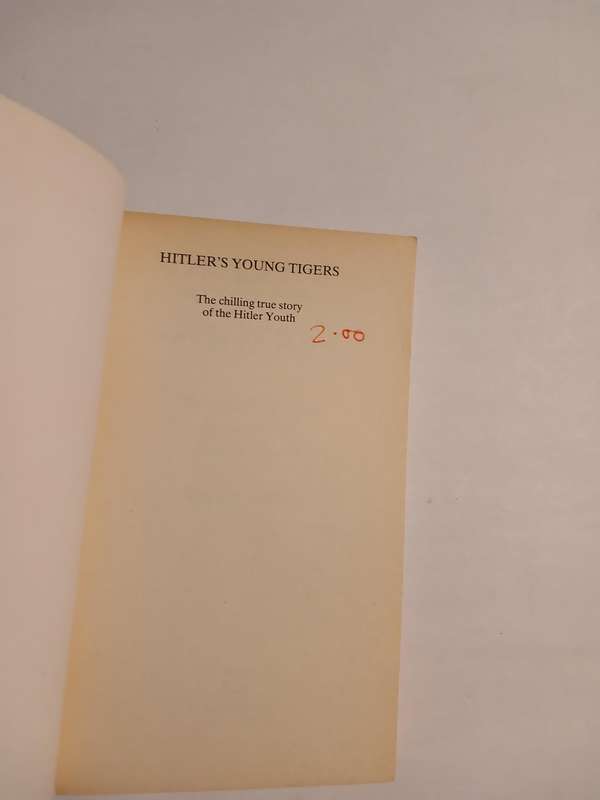 HITLER'S YOUNG TIGERS
The chilling true story
of the Hitler Youth
2.00